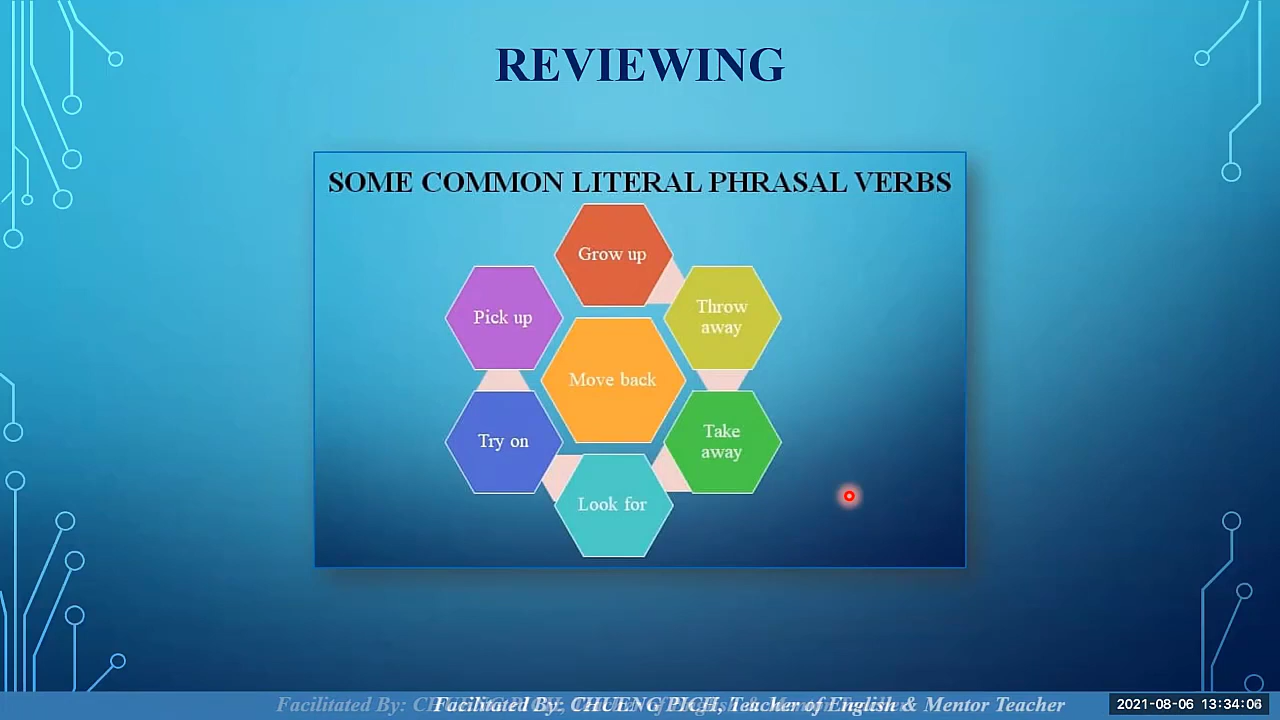 REVIEWING
SOME COMMON LITERAL PHRASAL VERBS
Grow up
Pick up
Throw
away
Move back
Try on
Take
away
Look for
Facilitated By: CHUENG PICH, Teacher of English & Mentor Teacher
2021-08-06 13:34:06